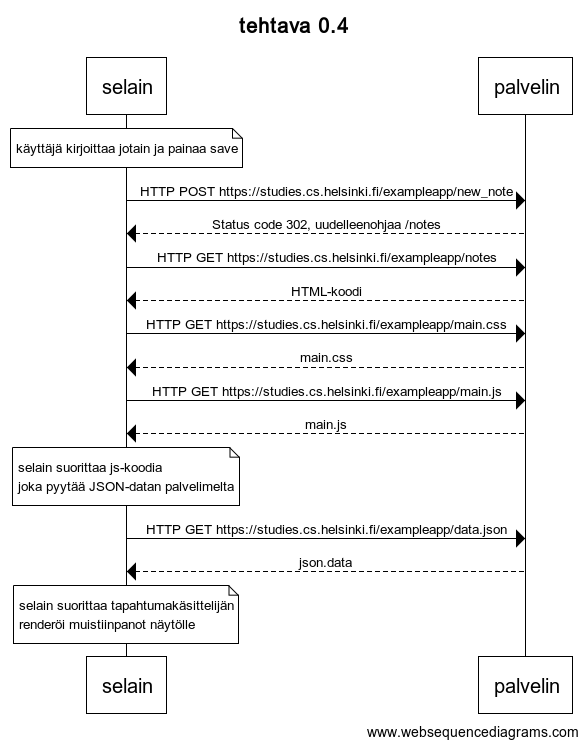 tehtava 0.4
selain
palvelin
käyttäjä kirjoittaa jotain ja painaa save
HTTP POST https://studies.cs.helsinki.fi/exampleapp/new_note
Status code 302, uudelleenohjaa /notes
HTTP GET https://studies.cs.helsinki.fi/exampleapp/notes
HTML-koodi
HTTP GET https://studies.cs.helsinki.fi/exampleapp/main.css
main.css
HTTP GET https://studies.cs.helsinki.fi/exampleapp/main.js
main.js
selain suorittaa js-koodia
joka pyytää JSON-datan palvelimelta
HTTP GET https://studies.cs.helsinki.fi/exampleapp/data.json
json.data
selain suorittaa tapahtumakäsittelijän
renderöi muistiinpanot näytölle
selain
palvelin
www.websequencediagrams.com